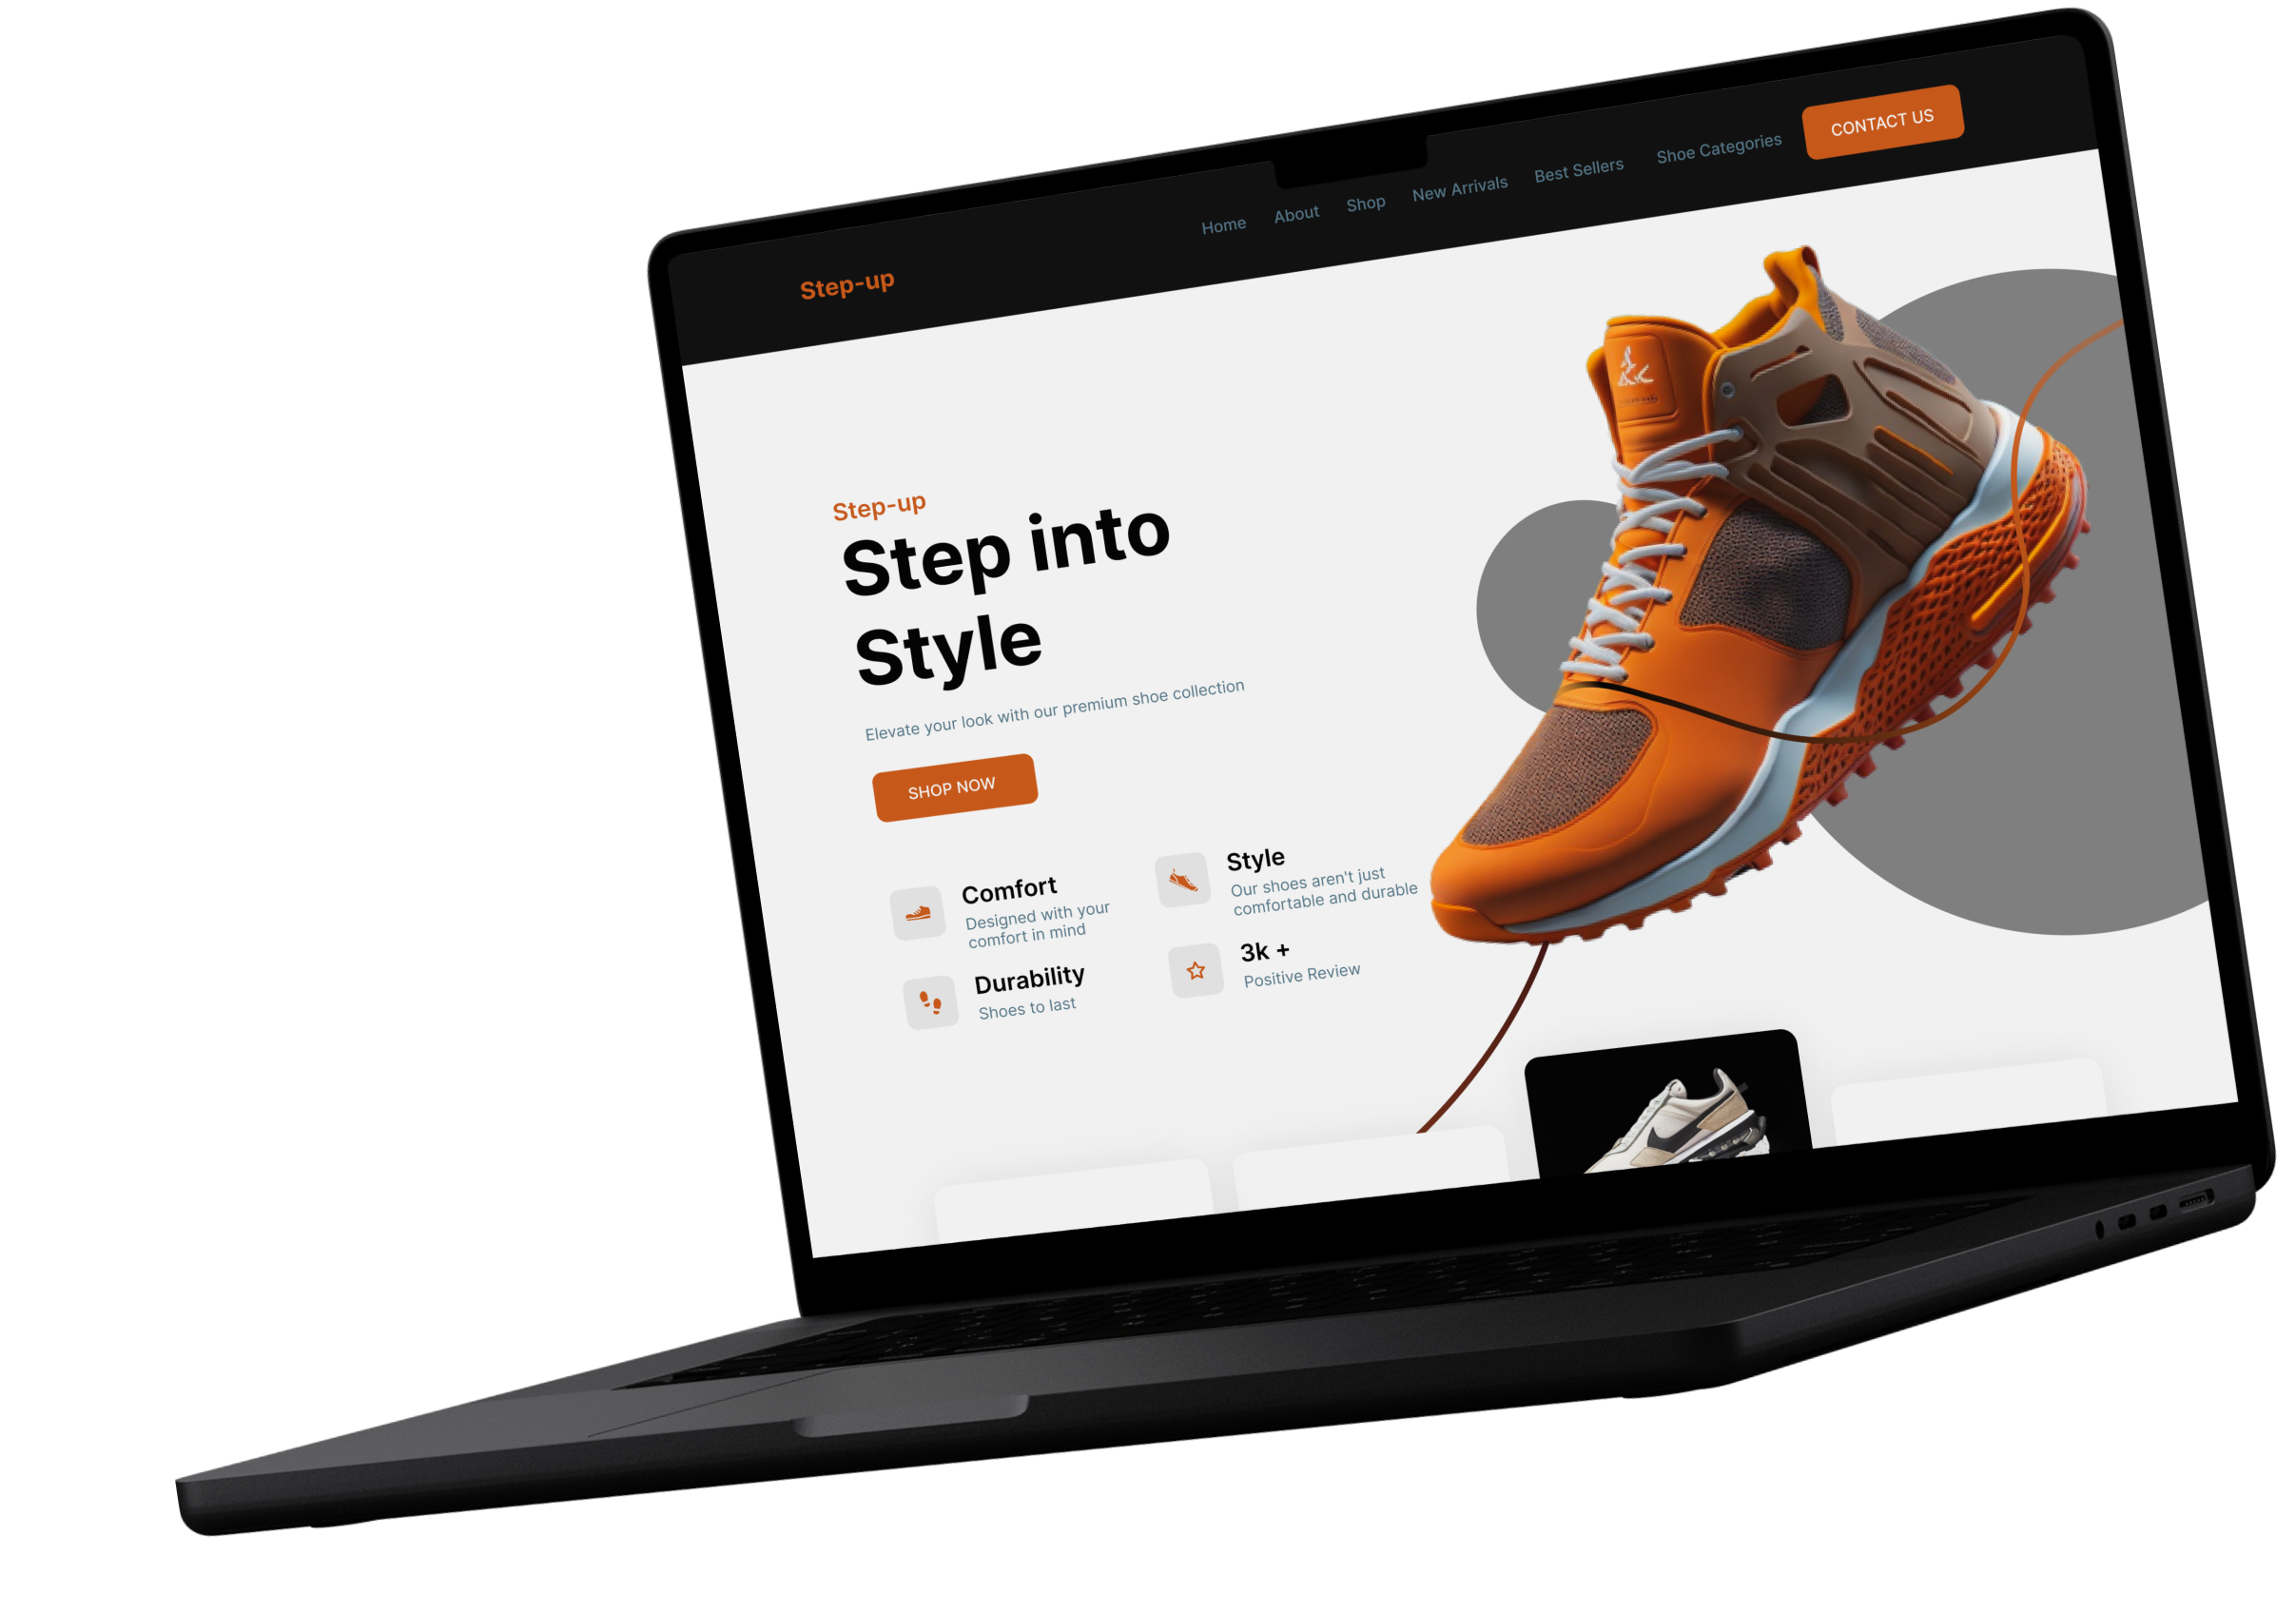 Step-up
Home
About
Shop
New Arrivals
Best Sellers
Shoe Categories
CONTACT US
Step-up
Step into
Style
Elevate your look with our premium shoe collection
SHOP NOW
Comfort
Designed with your
comfort in mind
Style
Our shoes aren't just
comfortable and durable
Durability
Shoes to last
3k +
Positive Review